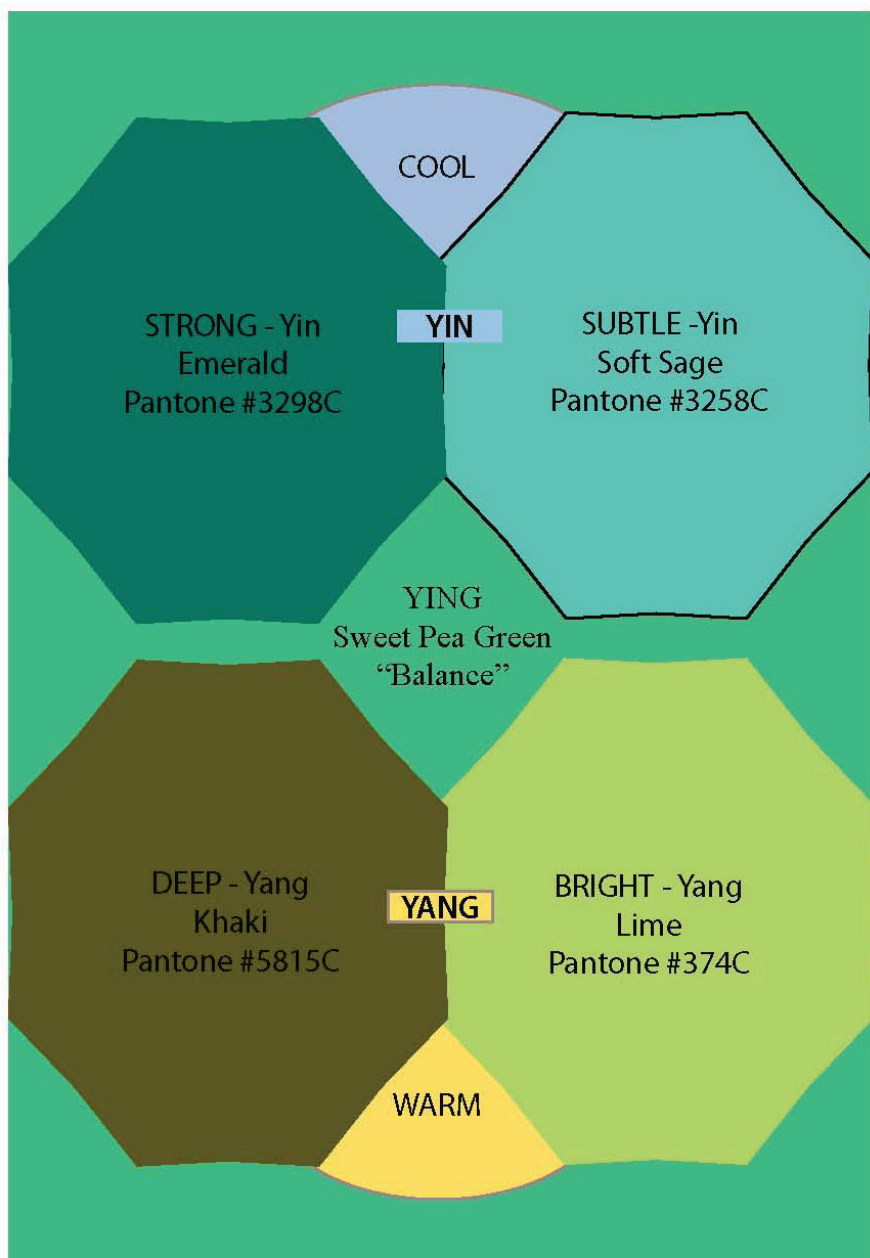 COOL
STRONG - Yin
Emerald
Pantone #3298C
YIN
SUBTLE -Yin
Soft Sage
Pantone #3258C
YING
Sweet Pea Green
“Balance”
DEEP - Yang
Khaki
Pantone #5815C
YANG
BRIGHT - Yang
Lime
Pantone #374C
WARM